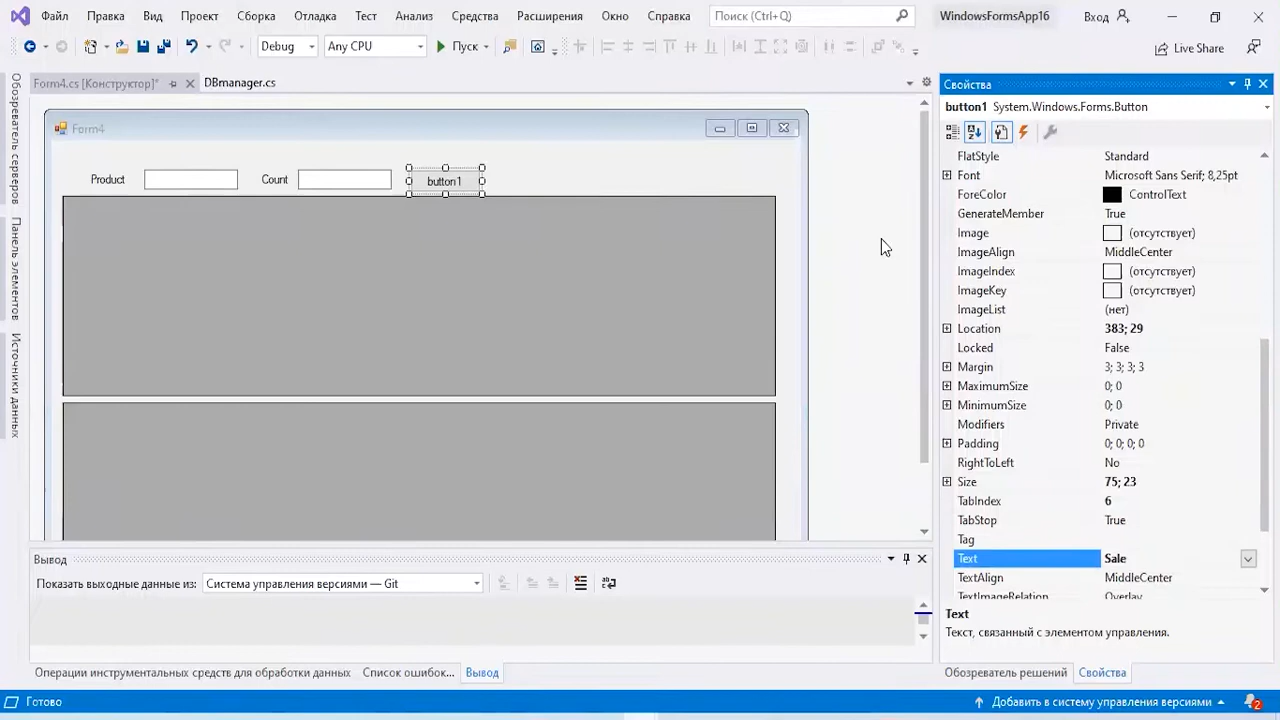 Файл Правка Вид Проект Сборка Отладка Тест Анализ Средства Расширения Окно Справка Поиск (Ctrl+Q) WindowsFormsApp16 Вход
Debug Any CPU Пуск Live Share
Form4.cs [Конструктор]* DBmanager.cs
Обозреватель серверов
Панель элементов
Источники данных
Form4
Product Count button1
Свойства
button1 System.Windows.Forms.Button
FlatStyle Standard
Font Microsoft Sans Serif; 8,25pt
ForeColor ControlText
GenerateMember True
Image (отсутствует)
ImageAlign MiddleCenter
ImageIndex (отсутствует)
ImageKey (отсутствует)
ImageList (нет)
Location 383; 29
Locked False
Margin 3; 3; 3; 3
MaximumSize 0; 0
MinimumSize 0; 0
Modifiers Private
Padding 0; 0; 0; 0
RightToLeft No
Size 75; 23
TabIndex 6
TabStop True
Tag
Text Sale
TextAlign MiddleCenter
TextImageRelation Overlay
Text
Текст, связанный с элементом управления.
Вывод
Показать выходные данные из: Система управления версиями — Git
Операции инструментальных средств для обработки данных Список ошибок... Вывод
Обозреватель решений Свойства
Готово Добавить в систему управления версиями 2